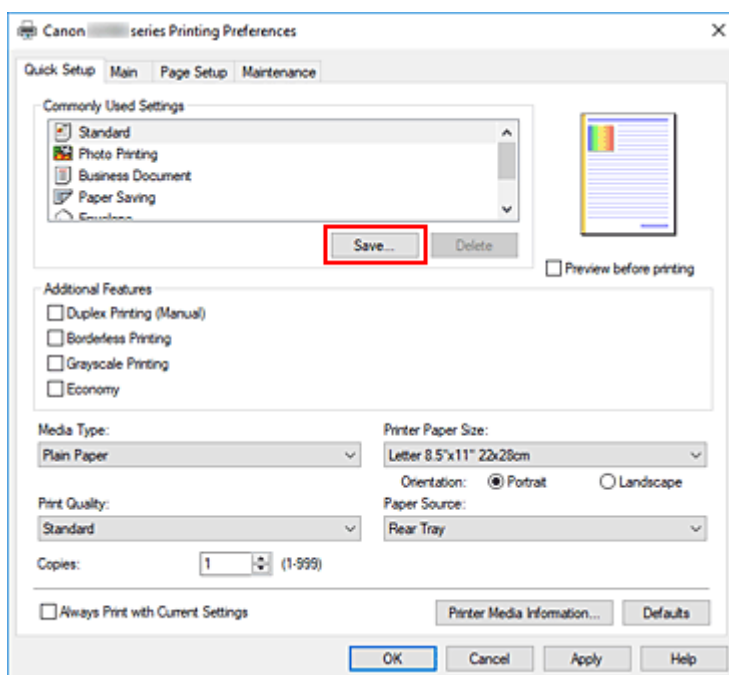 Canon series Printing Preferences
Quick Setup Main Page Setup Maintenance
Commonly Used Settings
Standard
Photo Printing
Business Document
Paper Saving
Save... Delete
Preview before printing
Additional Features
Duplex Printing (Manual)
Borderless Printing
Grayscale Printing
Economy
Media Type: Printer Paper Size:
Plain Paper Letter 8.5"x11" 22x28cm
Orientation: Portrait Landscape
Print Quality: Paper Source:
Standard Rear Tray
Copies: 1 (1-999)
Always Print with Current Settings Printer Media Information... Defaults
OK Cancel Apply Help